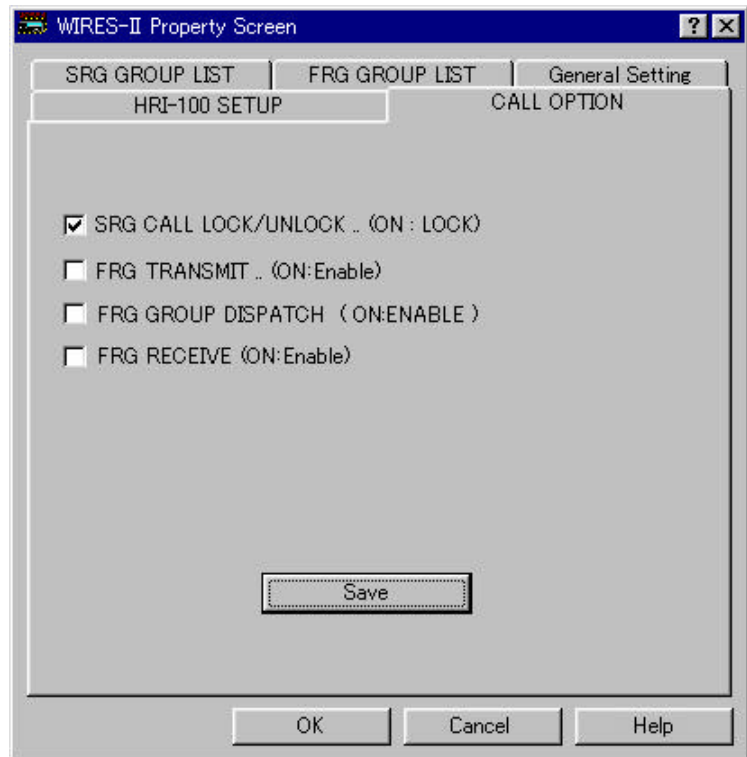 WIRES-II Property Screen
SRG GROUP LIST FRG GROUP LIST General Setting
HRI-100 SETUP CALL OPTION
SRG CALL LOCK/UNLOCK .. (ON : LOCK)
FRG TRANSMIT .. (ON:Enable)
FRG GROUP DISPATCH ( ON:ENABLE )
FRG RECEIVE (ON:Enable)
Save
OK Cancel Help